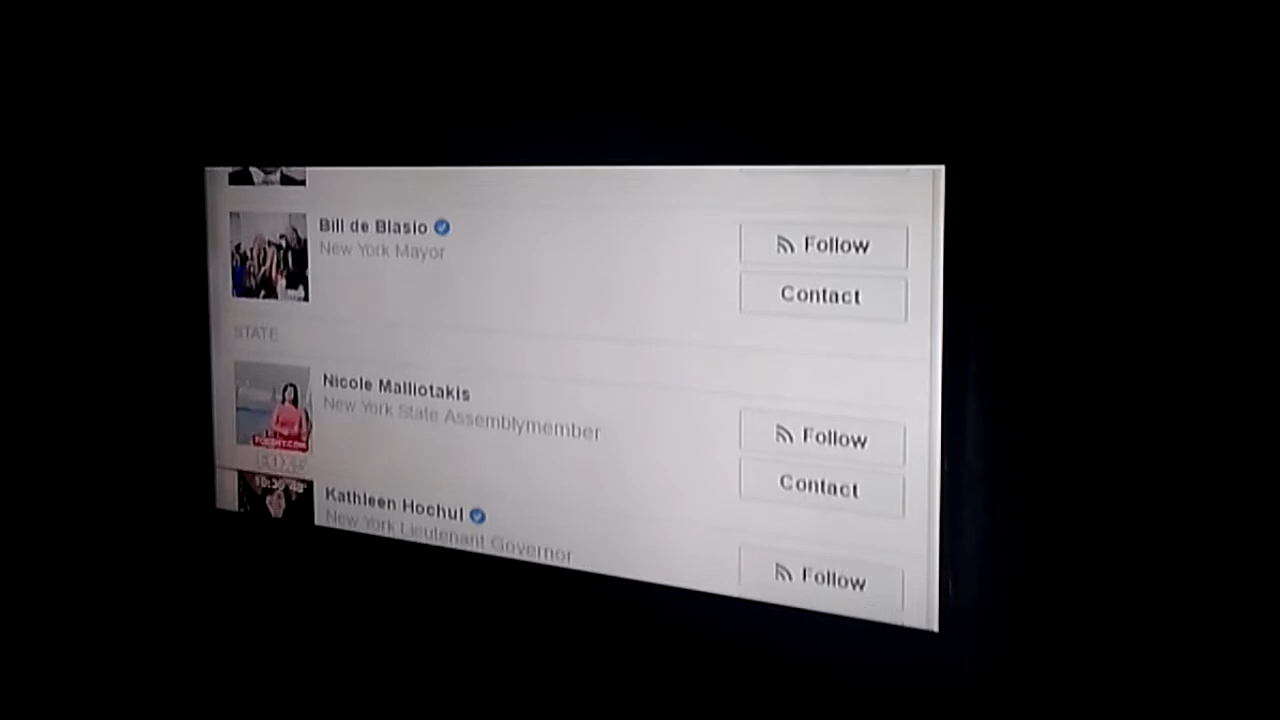 Bill de Blasio
New York Mayor
Follow
Contact
STATE
Nicole Malliotakis
New York State Assemblymember
Follow
Contact
Kathleen Hochul
New York Lieutenant Governor
Follow